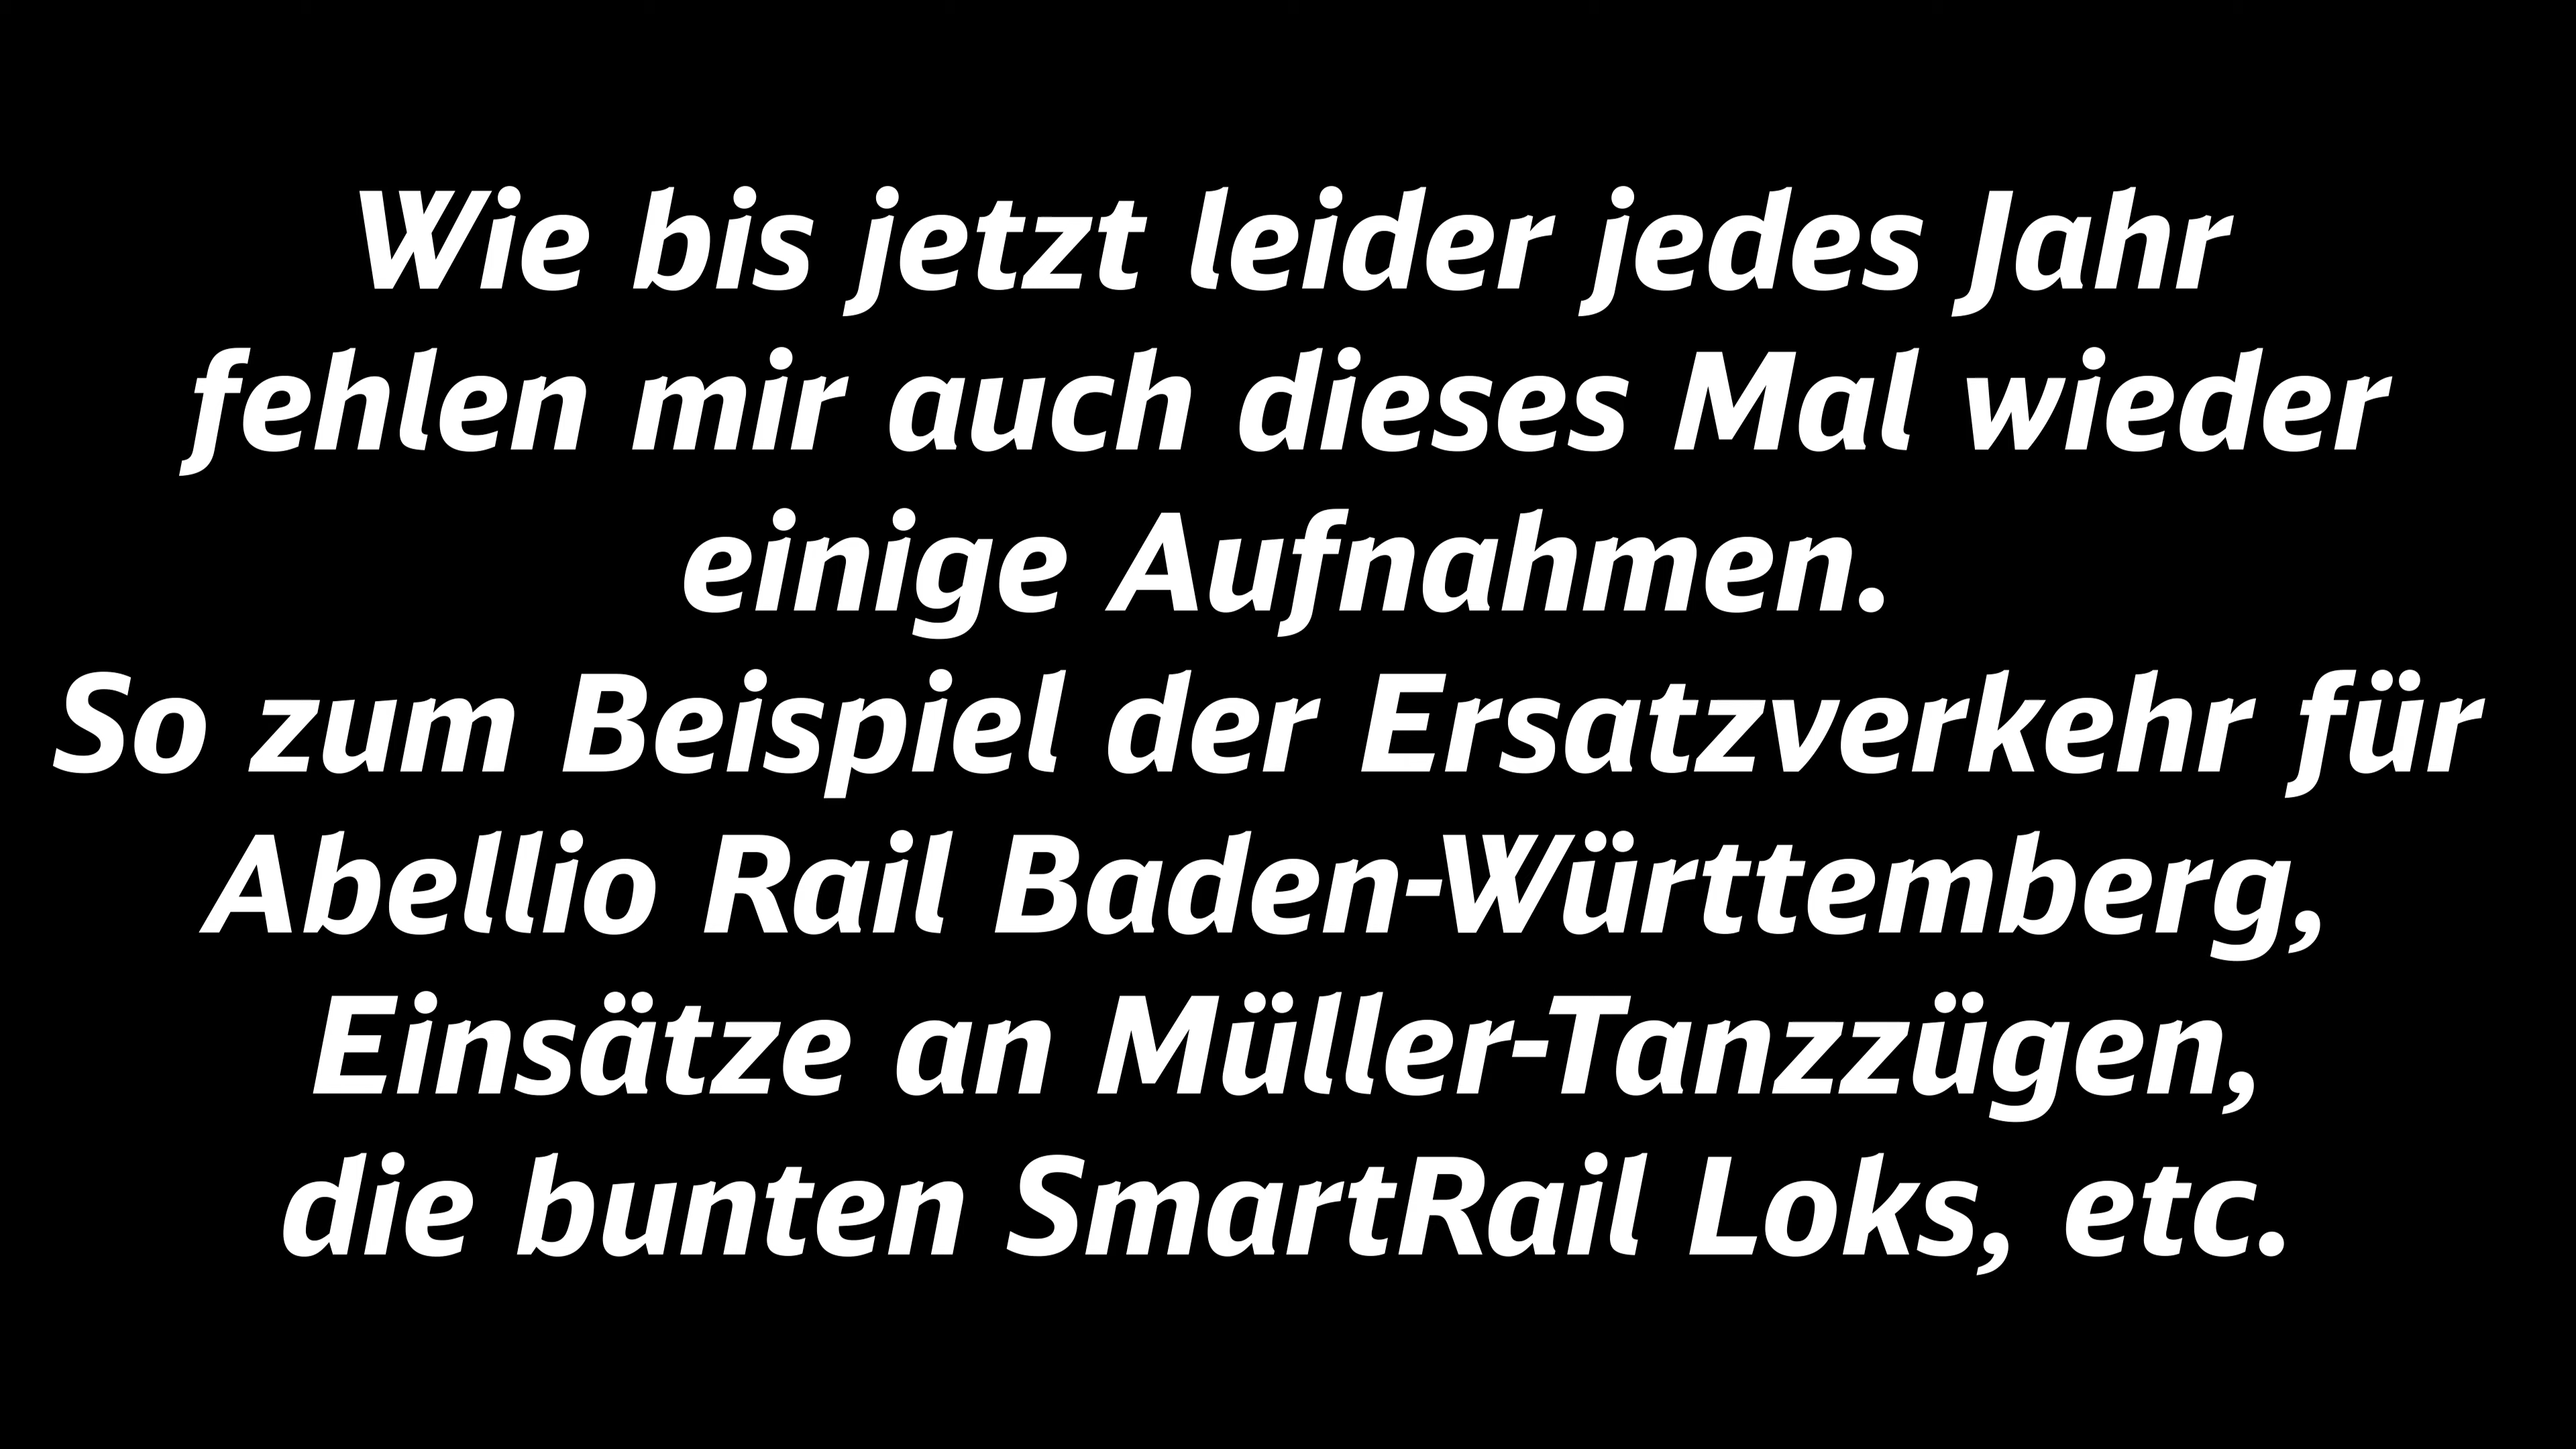 Wie bis jetzt leider jedes Jahr
fehlen mir auch dieses Mal wieder
einige Aufnahmen.
So zum Beispiel der Ersatzverkehr für
Abellio Rail Baden-Württemberg,
Einsätze an Müller-Tanzzügen,
die bunten SmartRail Loks, etc.